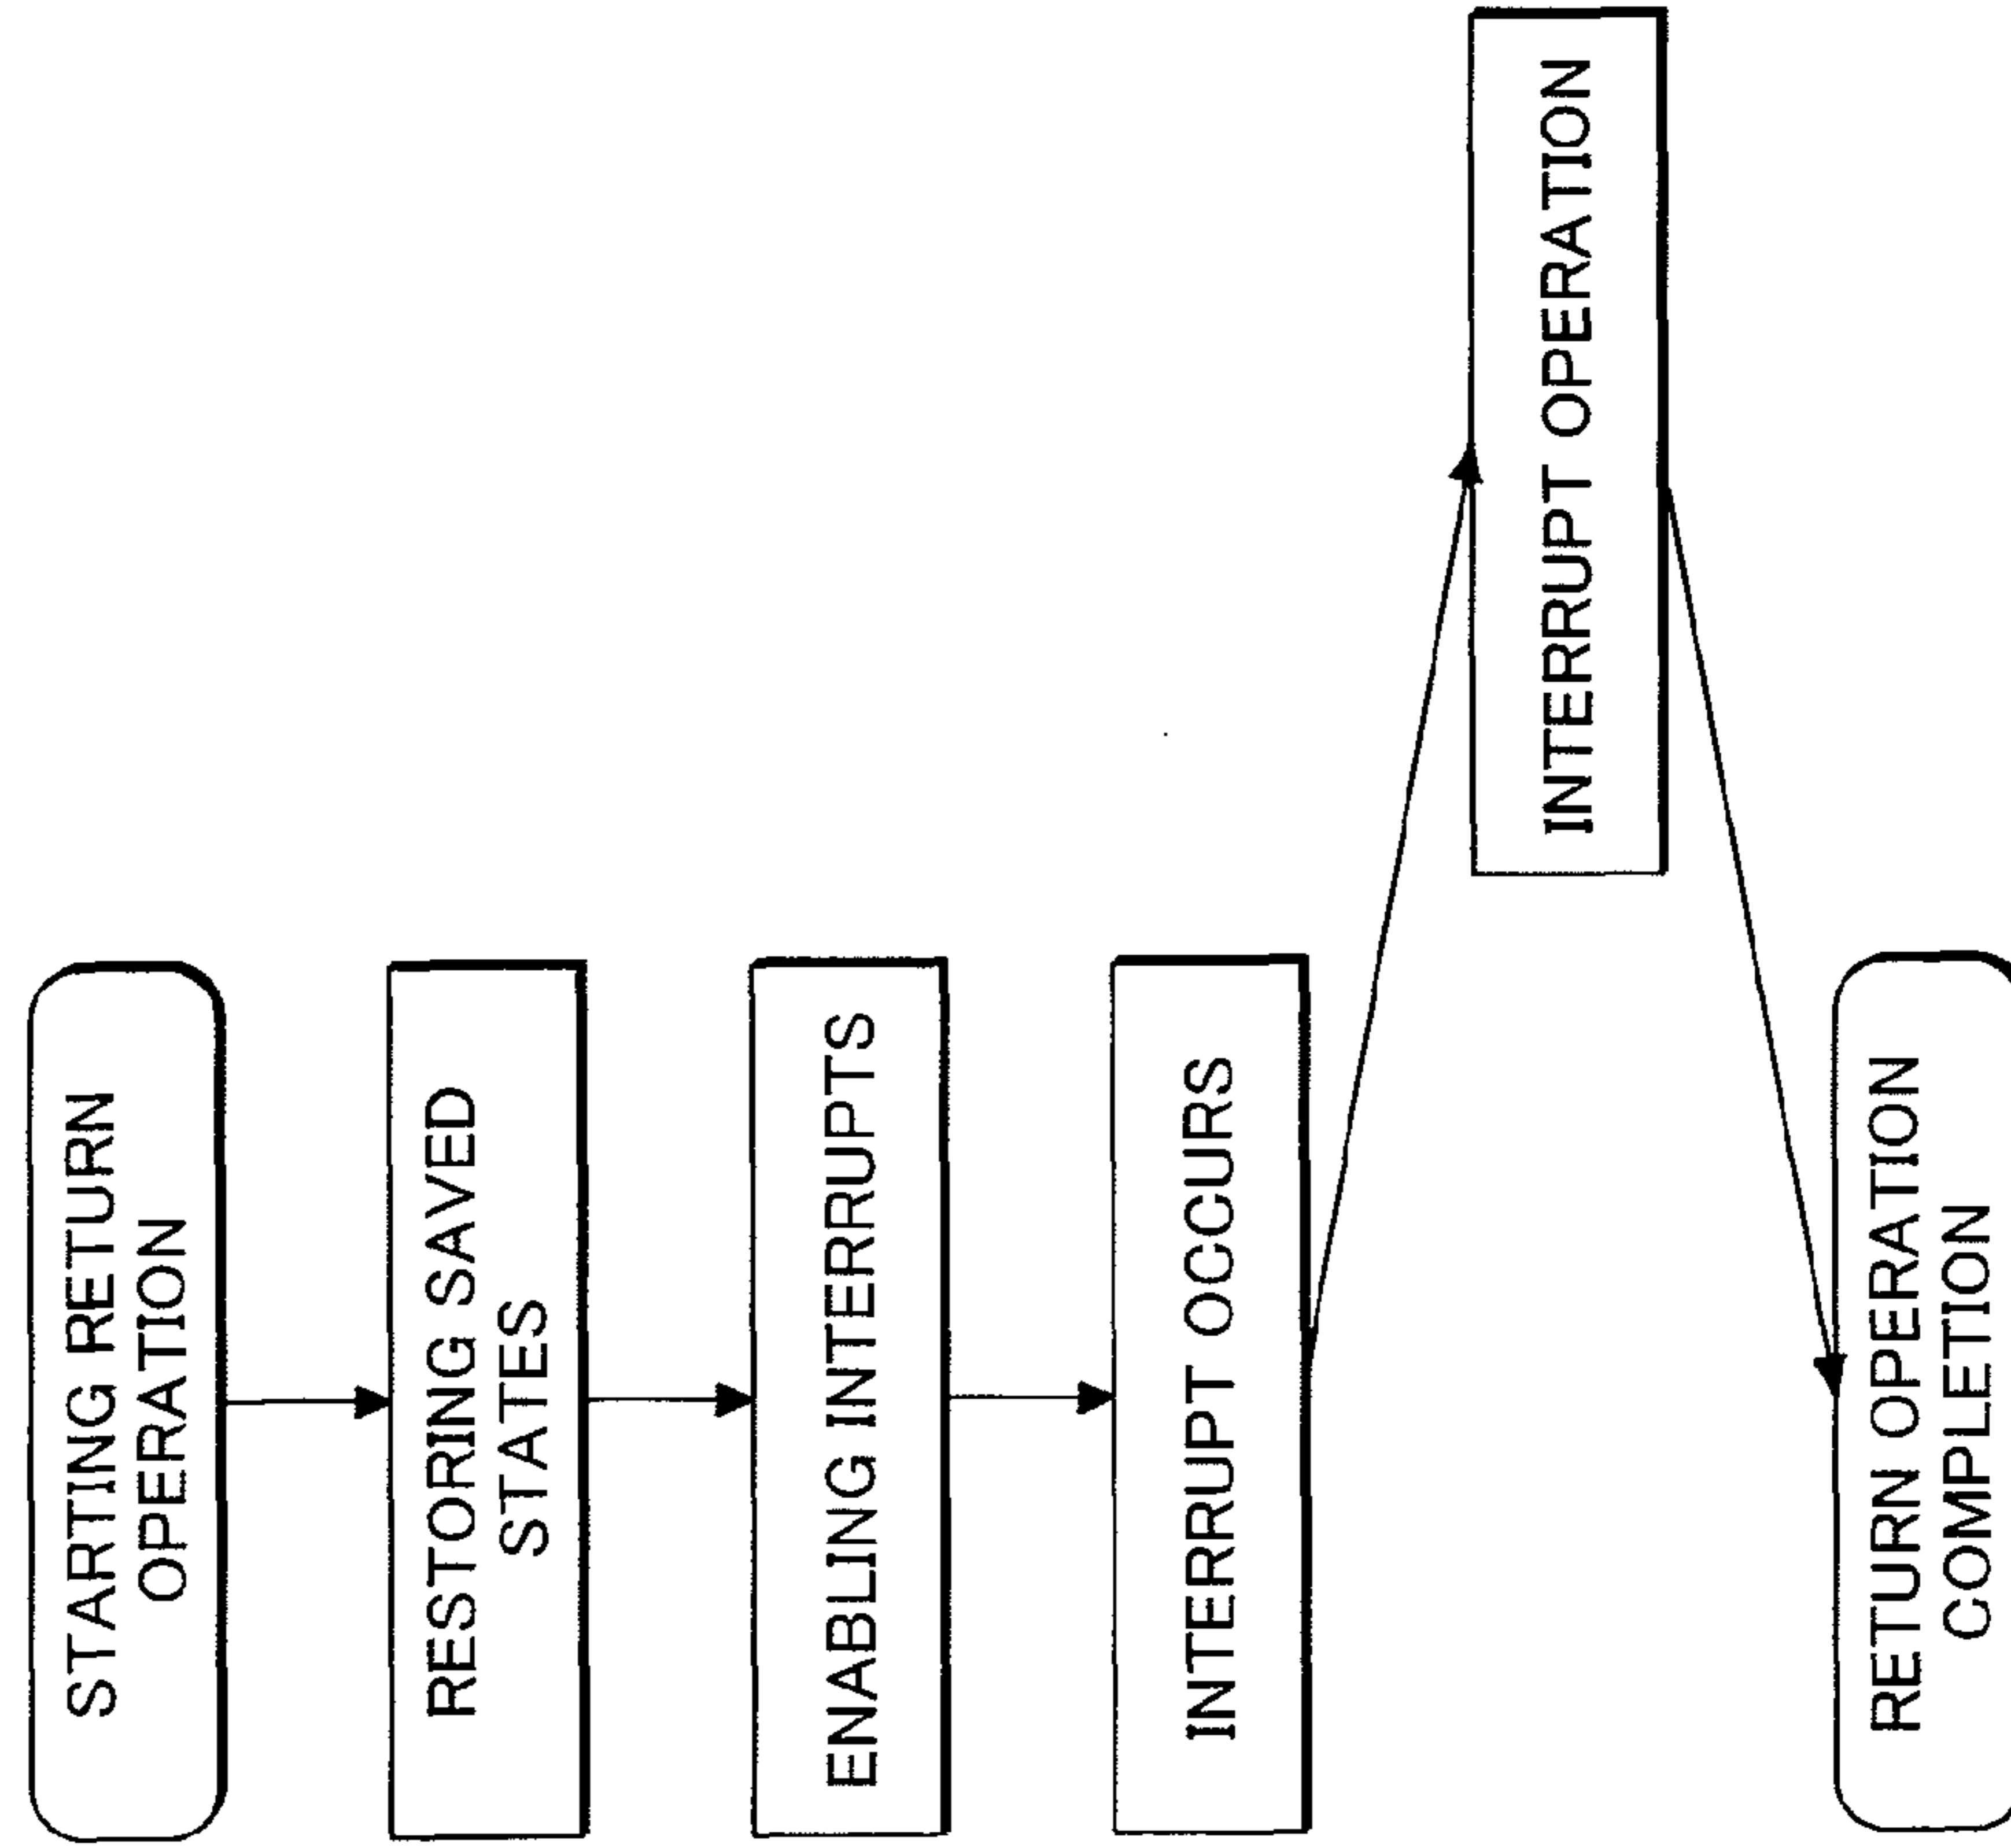 STARTING RETURN
OPERATION
RESTORING SAVED
STATES
ENABLING INTERRUPTS
INTERRUPT OCCURS
INTERRUPT OPERATION
RETURN OPERATION
COMPLETION